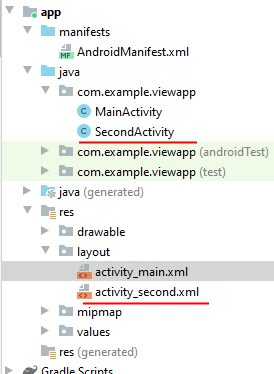 app
manifests
MF AndroidManifest.xml
java
com.example.viewapp
C MainActivity
C SecondActivity
com.example.viewapp (androidTest)
com.example.viewapp (test)
java (generated)
res
drawable
layout
activity_main.xml
activity_second.xml
mipmap
values
res (generated)
Gradle Scripts